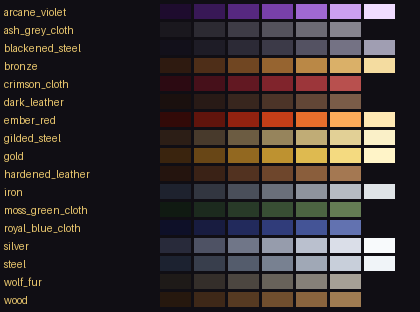 arcane_violet
ash_grey_cloth
blackened_steel
bronze
crimson_cloth
dark_leather
ember_red
gilded_steel
gold
hardened_leather
iron
moss_green_cloth
royal_blue_cloth
silver
steel
wolf_fur
wood